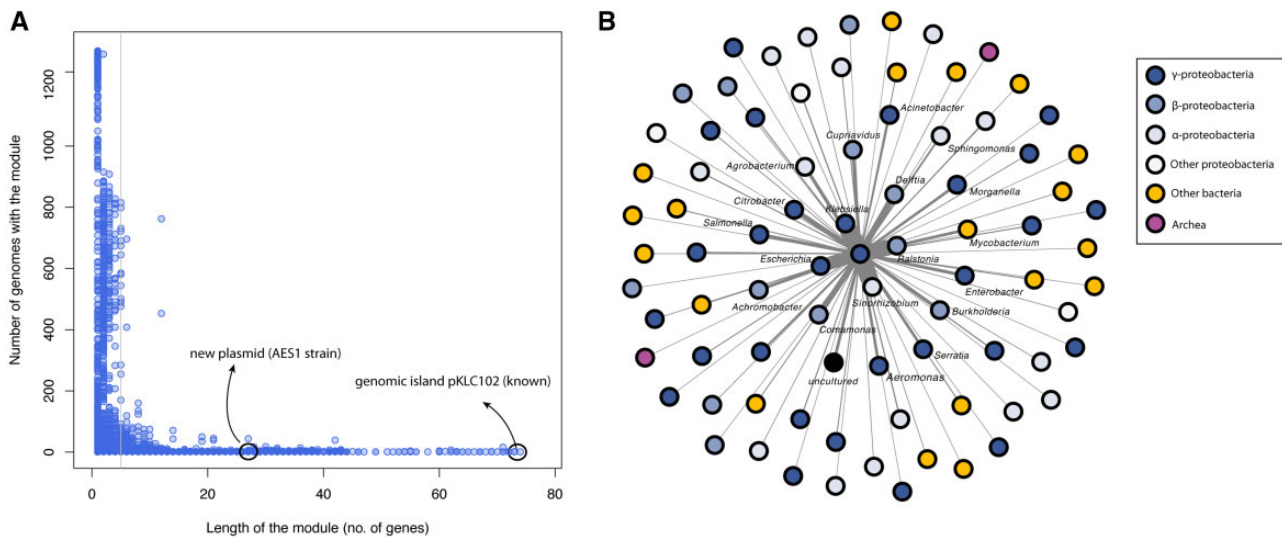 A
Number of genomes with the module
1200
1000
800
600
400
200
0
new plasmid (AES1 strain)
genomic island pKLC102 (known)
0 20 40 60 80
Length of the module (no. of genes)
B
Acinetobacter
Cupriavidus
Sphingomonas
Agrobacterium
Delftia
Morganella
Citrobacter
Klebsiella
Salmonella
Mycobacterium
Escherichia
Ralstonia
Enterobacter
Achromobacter
Sinorhizobium
Burkholderia
Comamonas
Serratia
uncultured
Aeromonas
γ-proteobacteria
β-proteobacteria
α-proteobacteria
Other proteobacteria
Other bacteria
Archea